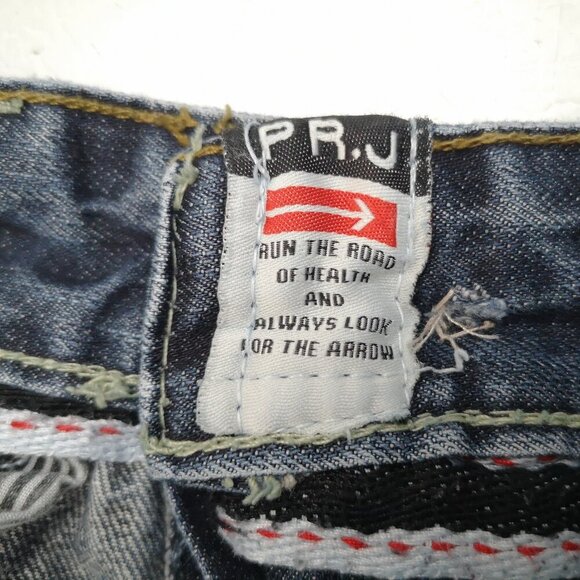 PR.J
RUN THE ROAD
OF HEALTH
AND
ALWAYS LOOK
FOR THE ARROW